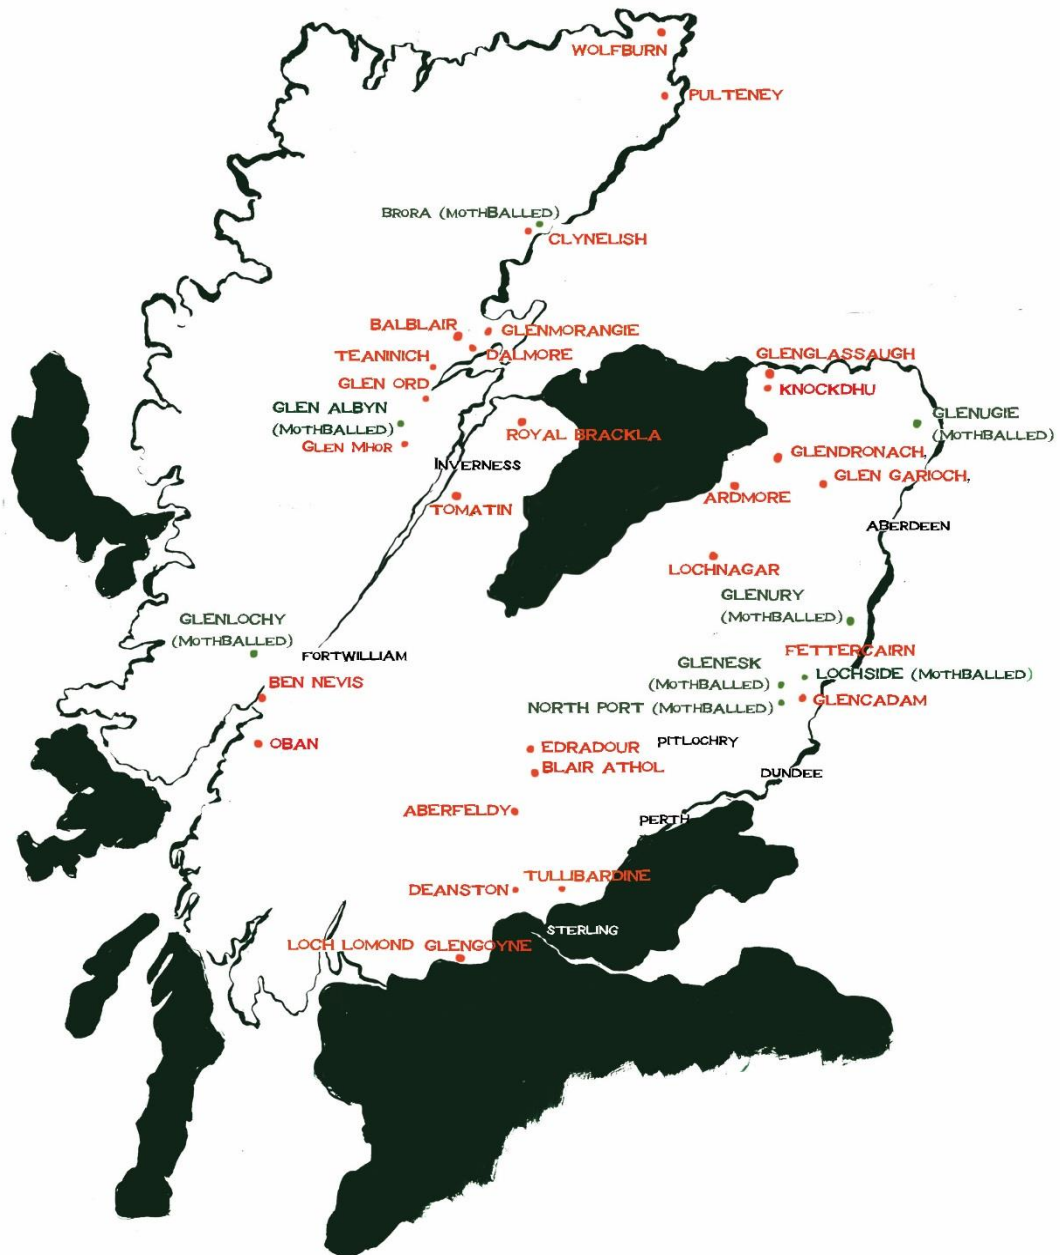 WOLFBURN
PULTENEY
BRORA (MOTHBALLED)
CLYNELISH
BALBLAIR
GLENMORANGIE
DALMORE
TEANINICH
GLEN ORD
GLENGLASSAUGH
KNOCKDHU
GLEN ALBYN
(MOTHBALLED)
GLEN MHOR
ROYAL BRACKLA
GLENUGIE
(MOTHBALLED)
INVERNESS
GLENDRONACH,
GLEN GARIOCH,
TOMATIN
ARDMORE
ABERDEEN
LOCHNAGAR
GLENURY
(MOTHBALLED)
GLENLOCHY
(MOTHBALLED)
FORTWILLIAM
FETTERCAIRN
GLENESK
(MOTHBALLED)
LOCHSIDE (MOTHBALLED)
BEN NEVIS
NORTH PORT (MOTHBALLED)
GLENCADAM
OBAN
EDRADOUR
PITLOCHRY
BLAIR ATHOL
DUNDEE
ABERFELDY
PERTH
TULLIBARDINE
DEANSTON
STERLING
LOCH LOMOND
GLENGOYNE